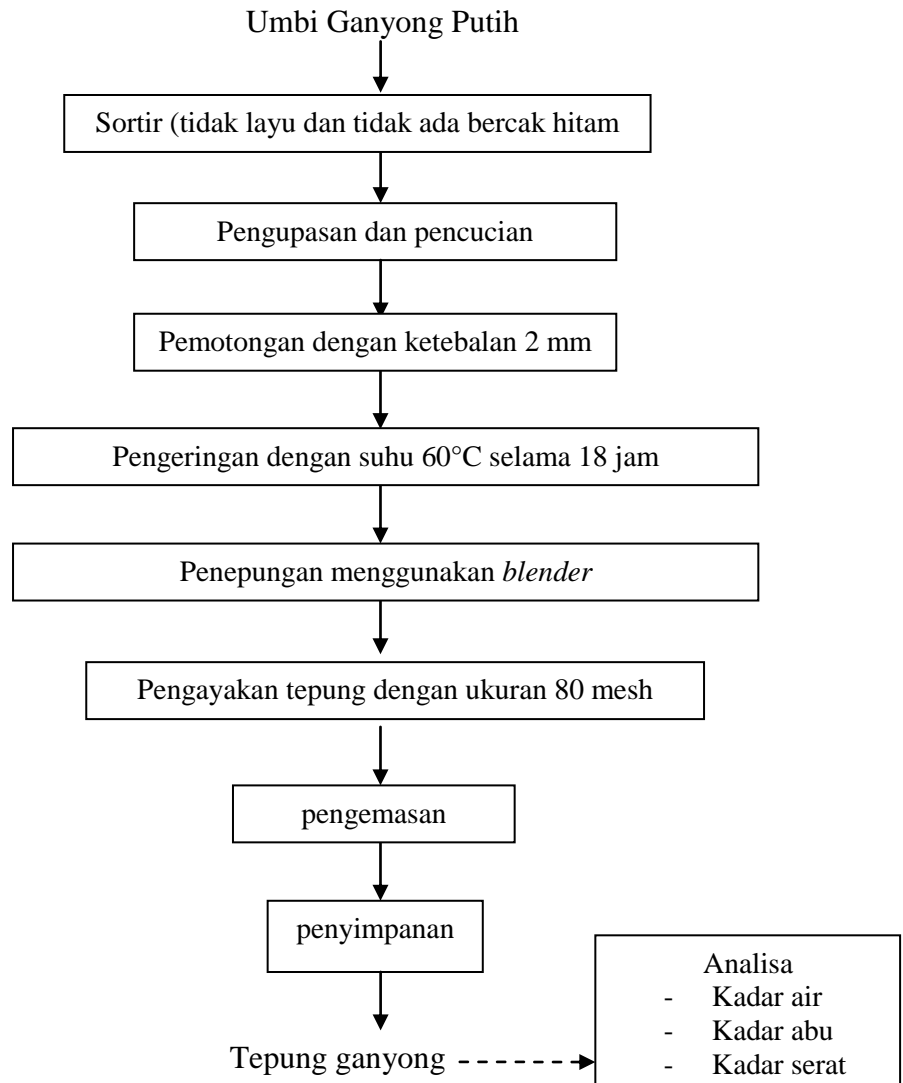 Umbi Ganyong Putih
Sortir (tidak layu dan tidak ada bercak hitam
Pengupasan dan pencucian
Pemotongan dengan ketebalan 2 mm
Pengeringan dengan suhu 60°C selama 18 jam
Penepungan menggunakan blender
Pengayakan tepung dengan ukuran 80 mesh
pengemasan
penyimpanan
Tepung ganyong
Analisa
- Kadar air
- Kadar abu
- Kadar serat